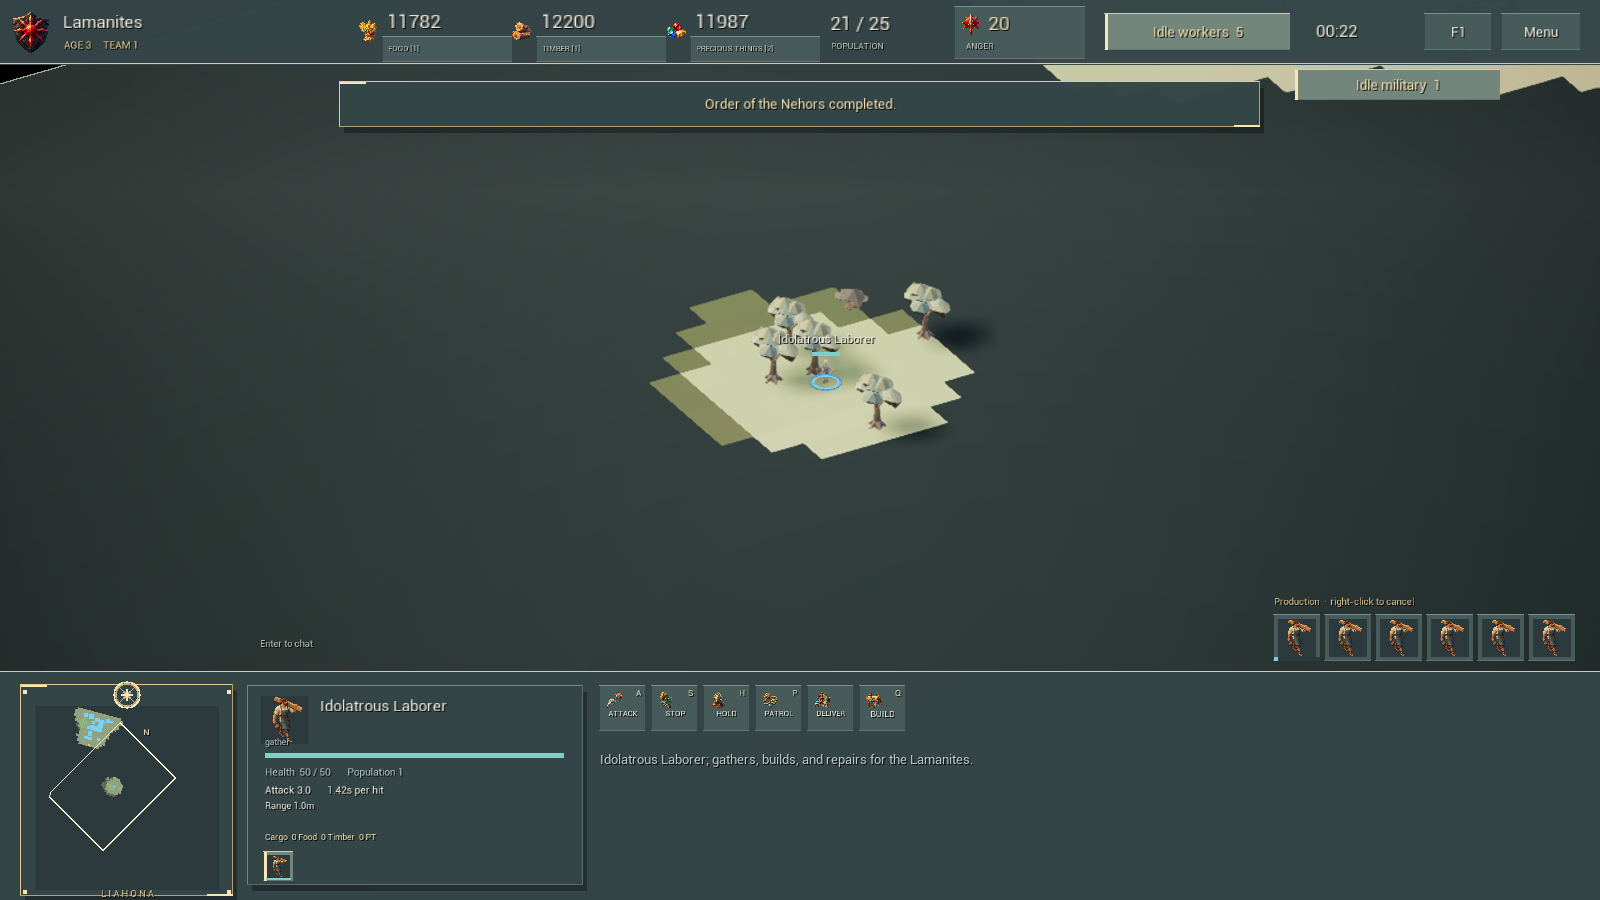 Lamanites
AGE 3 TEAM 1
11782
FOOD [1]
12200
TIMBER [1]
11987
PRECIOUS THINGS [2]
21 / 25
POPULATION
20
ANGER
Idle workers 5
00:22
F1
Menu
Idle military 1
Order of the Nehors completed.
Idolatrous Laborer
Production · right-click to cancel
Enter to chat
N
LIAHONA
Idolatrous Laborer
gather
Health 50 / 50 Population 1
Attack 3.0 1.42s per hit
Range 1.0m
Cargo 0 Food 0 Timber 0 PT
A
ATTACK
S
STOP
H
HOLD
P
PATROL
DELIVER
Q
BUILD
Idolatrous Laborer; gathers, builds, and repairs for the Lamanites.